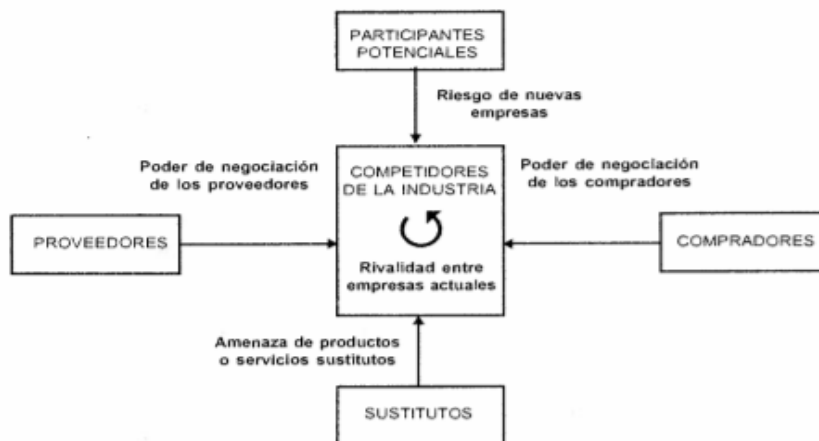 PARTICIPANTES
POTENCIALES
Riesgo de nuevas
empresas
Poder de negociación
de los proveedores
COMPETIDORES
DE LA INDUSTRIA
Poder de negociación
de los compradores
PROVEEDORES
Rivalidad entre
empresas actuales
COMPRADORES
Amenaza de productos
o servicios sustitutos
SUSTITUTOS